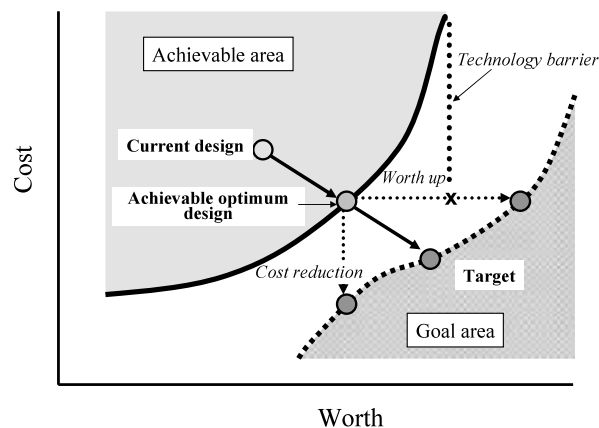 Achievable area
Technology barrier
Current design
Worth up
x
Achievable optimum
design
Cost reduction
Target
Goal area
Cost
Worth